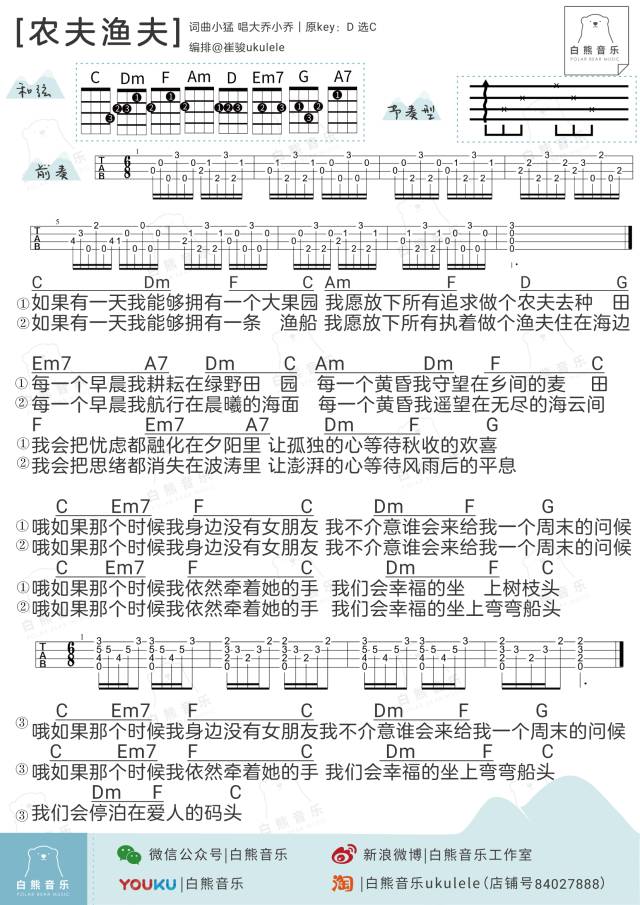 [农夫渔夫]
词曲小猛 唱大乔小乔｜原key：D 选C
编排@崔骏ukulele
白熊音乐
POLAR BEAR MUSIC
和弦
C Dm F Am D Em7 G A7
节奏型
前奏
C Dm F C Am F D G
①如果有一天我能够拥有一个大果园 我愿放下所有追求做个农夫去种 田
②如果有一天我能够拥有一条 渔船 我愿放下所有执着做个渔夫住在海边
Em7 A7 Dm C Am Dm F C
①每一个早晨我耕耘在绿野田 园 每一个黄昏我守望在乡间的麦 田
②每一个早晨我航行在晨曦的海面 每一个黄昏我遥望在无尽的海云间
F Em7 A7 Dm F G
①我会把忧虑都融化在夕阳里 让孤独的心等待秋收的欢喜
②我会把思绪都消失在波涛里 让澎湃的心等待风雨后的平息
C Em7 F C Dm F G
①哦如果那个时候我身边没有女朋友 我不介意谁会来给我一个周末的问候
②哦如果那个时候我身边没有女朋友 我不介意谁会来给我一个周末的问候
C Em7 F C Dm F C
①哦如果那个时候我依然牵着她的手 我们会幸福的坐 上树枝头
②哦如果那个时候我依然牵着她的手 我们会幸福的坐上弯弯船头
C Em7 F C Dm F G
③哦如果那个时候我身边没有女朋友我不介意谁会来给我一个周末的问候
C Em7 F C Dm F C
③哦如果那个时候我依然牵着她的手 我们会幸福的坐上弯弯船头
Dm F C
③我们会停泊在爱人的码头
白熊音乐
POLAR BEAR MUSIC
微信公众号|白熊音乐
新浪微博|白熊音乐工作室
YOUKU|白熊音乐
淘|白熊音乐ukulele(店铺号84027888)